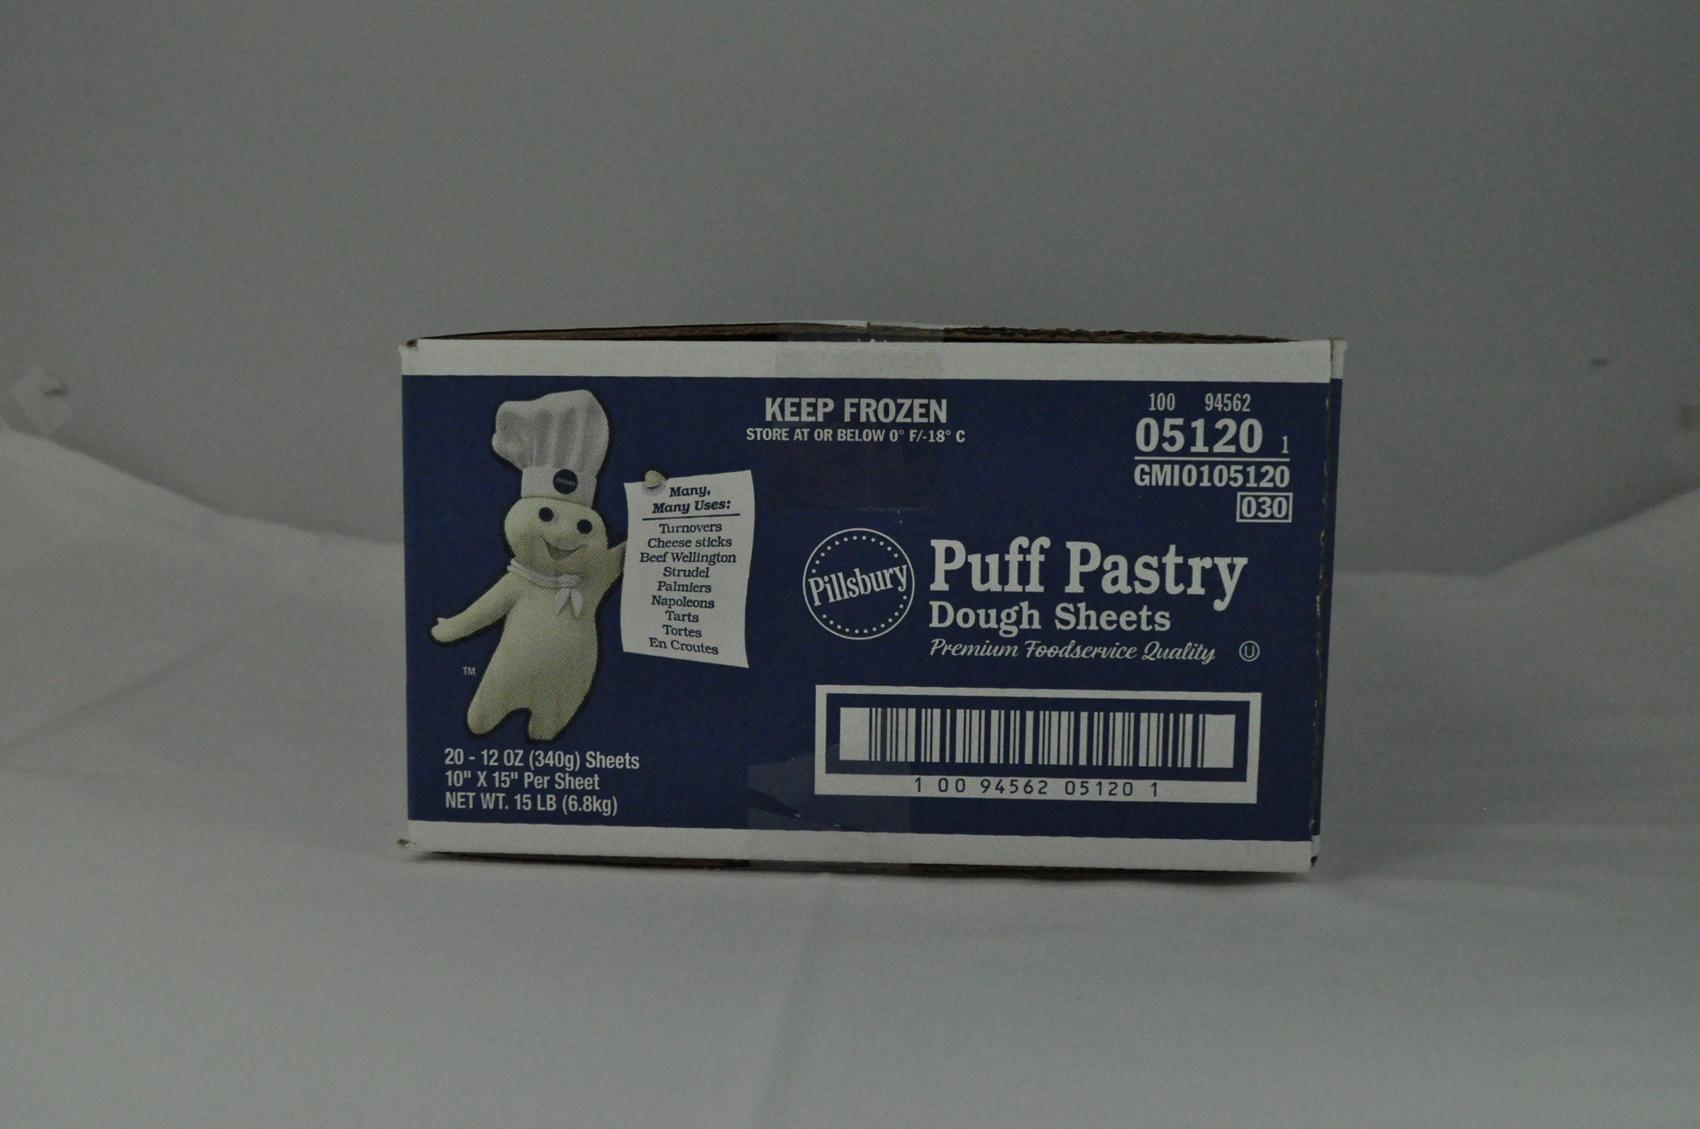 KEEP FROZEN
STORE AT OR BELOW 0° F/-18° C
100 94562
05120 1
GMI0105120
030
Many,
Many Uses:
Turnovers
Cheese sticks
Beef Wellington
Strudel
Palmiers
Napoleons
Tarts
Tortes
En Croutes
TM
Pillsbury
Puff Pastry
Dough Sheets
Premium Foodservice Quality U
20 - 12 OZ (340g) Sheets
10" X 15" Per Sheet
NET WT. 15 LB (6.8kg)
1 00 94562 05120 1